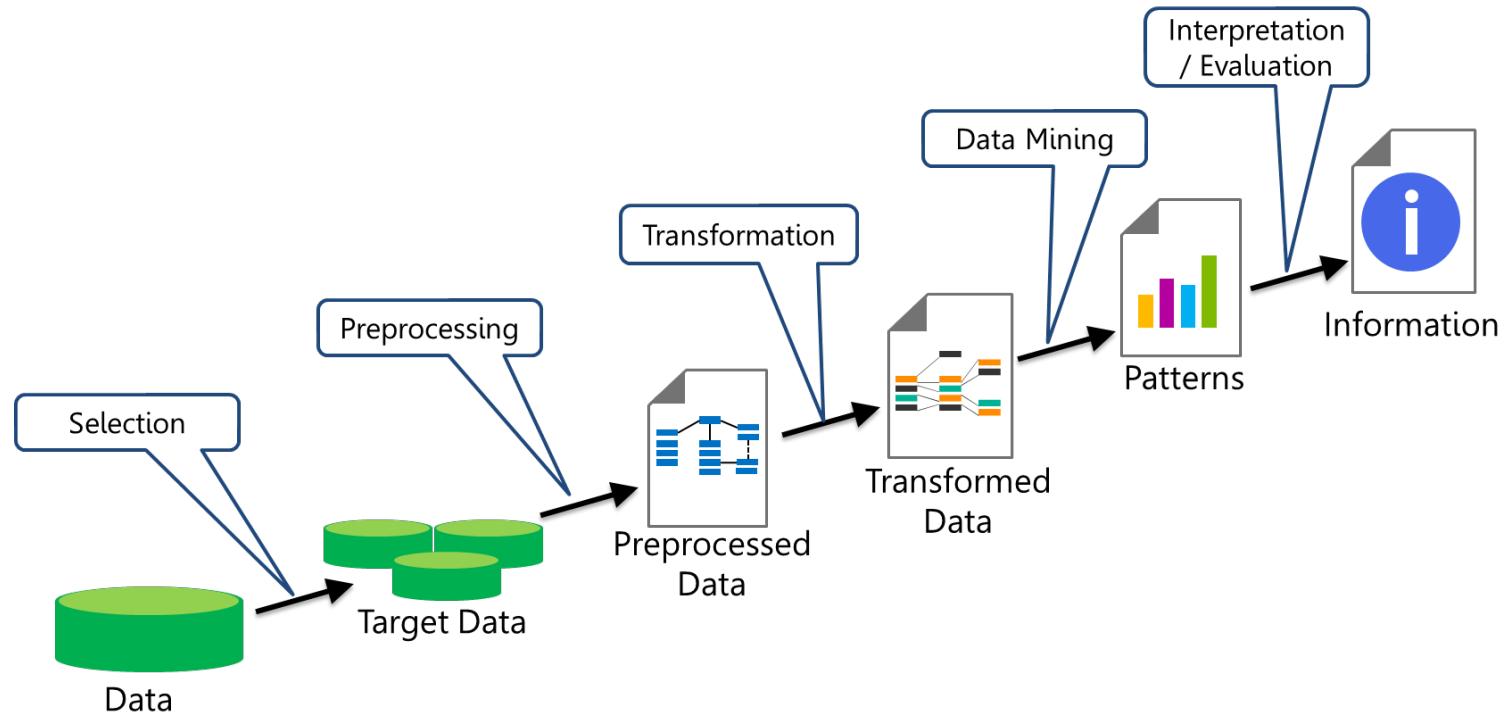 Interpretation
/ Evaluation
Data Mining
Transformation
Preprocessing
Selection
Data
Target Data
Preprocessed
Data
Transformed
Data
Patterns
i
Information